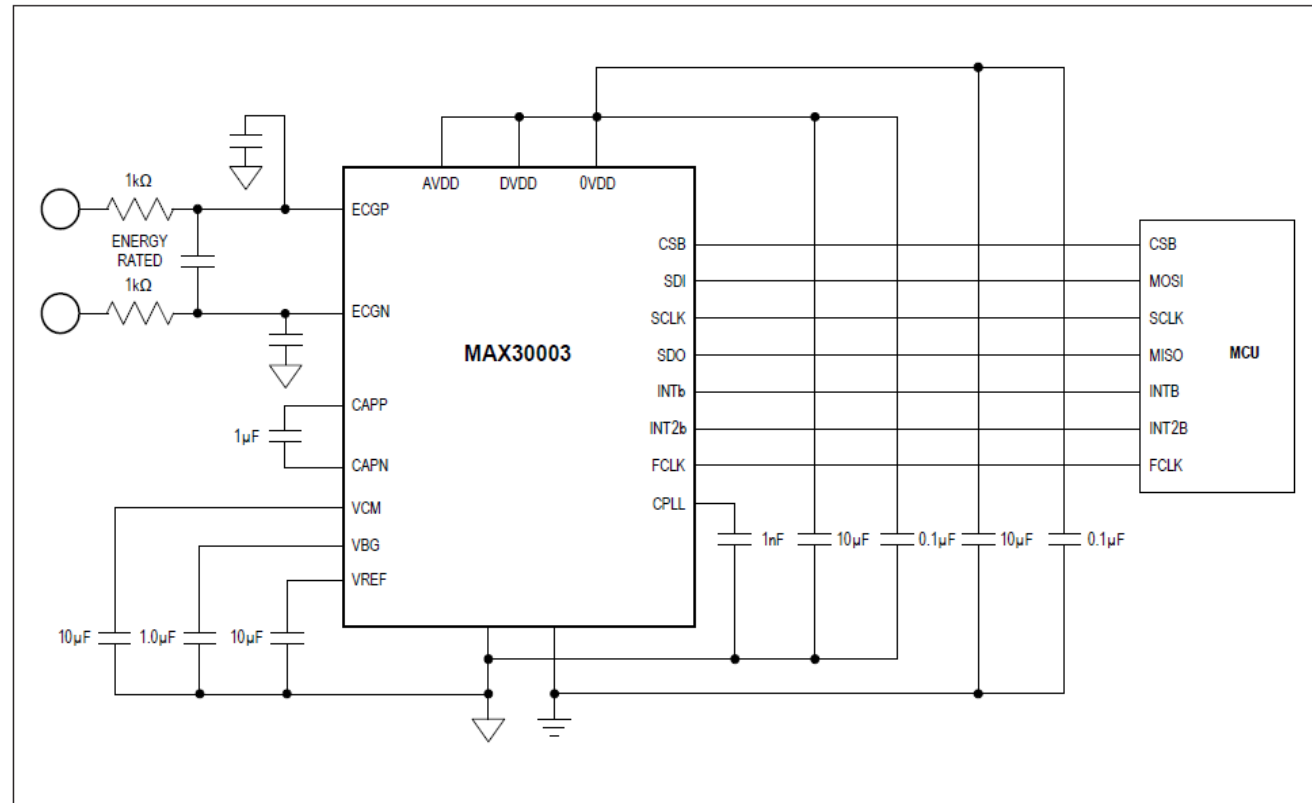 AVDD
DVDD
0VDD
1kΩ
ECGP
ENERGY
RATED
1kΩ
ECGN
MAX30003
CAPP
1µF
CAPN
VCM
VBG
VREF
10µF
1.0µF
10µF
CSB
SDI
SCLK
SDO
INTb
INT2b
FCLK
CPLL
1nF
10µF
0.1µF
10µF
0.1µF
CSB
MOSI
SCLK
MISO
MCU
INTB
INT2B
FCLK